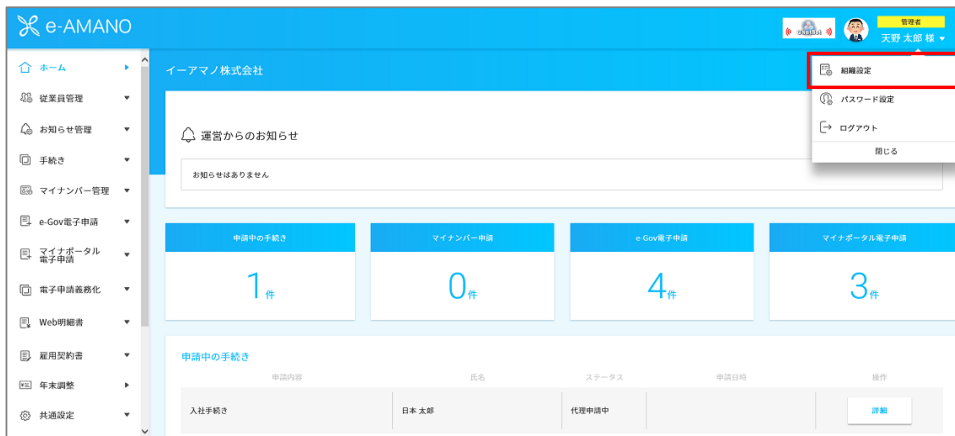 e-AMANO
管理者
天野 太郎 様
ホーム
従業員管理
お知らせ管理
手続き
マイナンバー管理
e-Gov電子申請
マイナポータル
電子申請
電子申請義務化
Web明細書
雇用契約書
年末調整
共通設定
イーアマノ株式会社
組織設定
パスワード設定
ログアウト
閉じる
運営からのお知らせ
お知らせはありません
申請中の手続き
マイナンバー申請
e-Gov電子申請
マイナポータル電子申請
1件
0件
4件
3件
申請中の手続き
申請内容 氏名 ステータス 申請日時 操作
入社手続き 日本 太郎 代理申請中 詳細